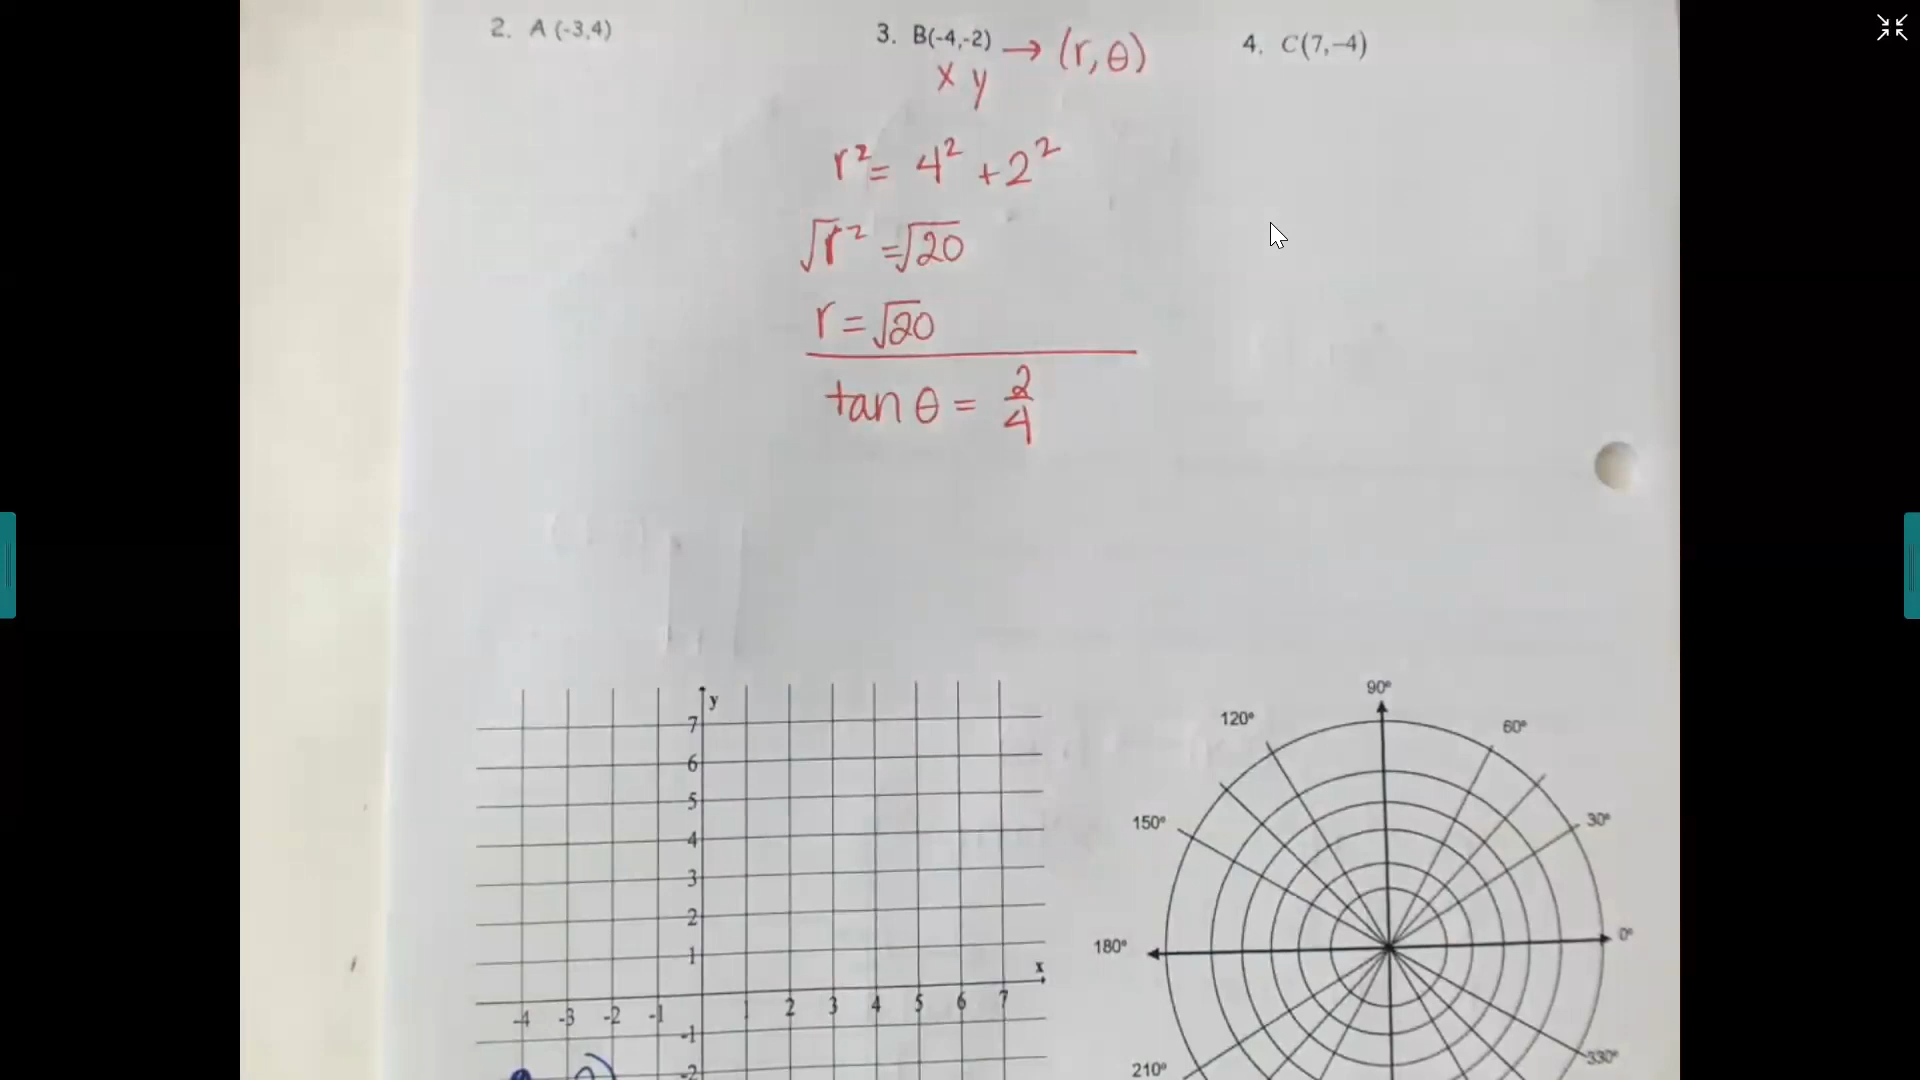 2. A (-3,4)
3. B(-4,-2) → (r, θ)
x y
4. C(7,-4)
r² = 4² + 2²
√r² = √20
r = √20
tan θ = 2/4
y
7
6
5
4
3
2
1
x
-4 -3 -2 -1 1 2 3 4 5 6 7
-1
-2
90°
120° 60°
150° 30°
180° 0°
210° 330°